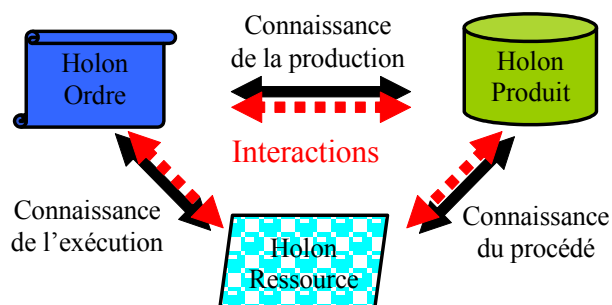 Connaissance
de la production
Holon
Ordre
Holon
Produit
Interactions
Connaissance
de l’exécution
Connaissance
du procédé
Holon
Ressource